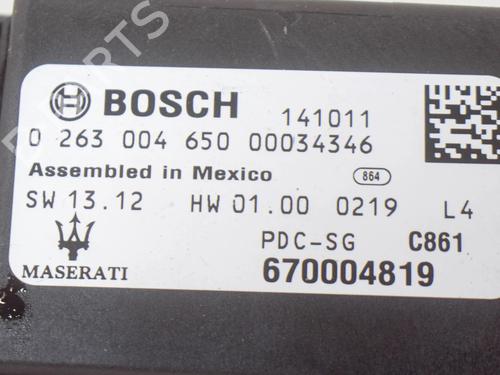 PARTS
BOSCH 141011
0 263 004 650 00034346
Assembled in Mexico 864
SW 13.12 HW 01.00 0219 L4
PDC-SG C861
MASERATI 670004819